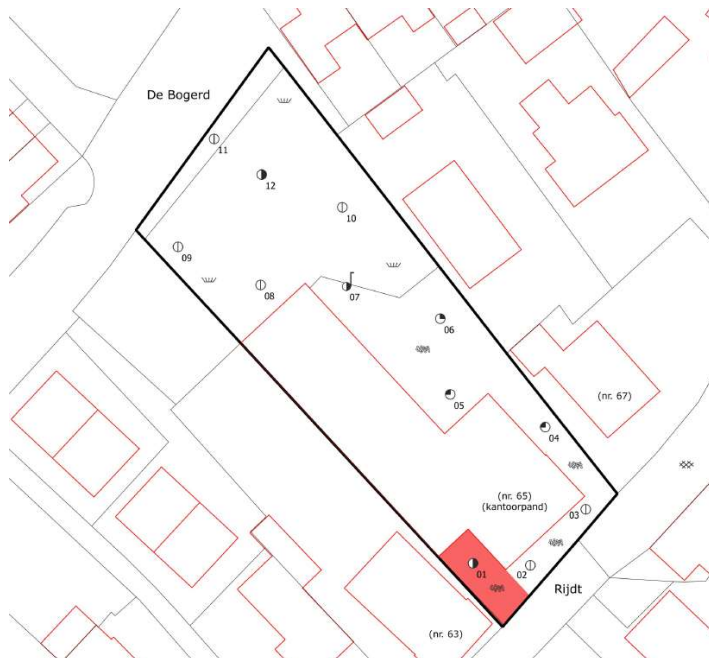 De Bogerd
11
12
10
09
08
07
06
05
(nr. 67)
04
(nr. 65)
(kantoorpand)
03
02
01
Rijdt
(nr. 63)